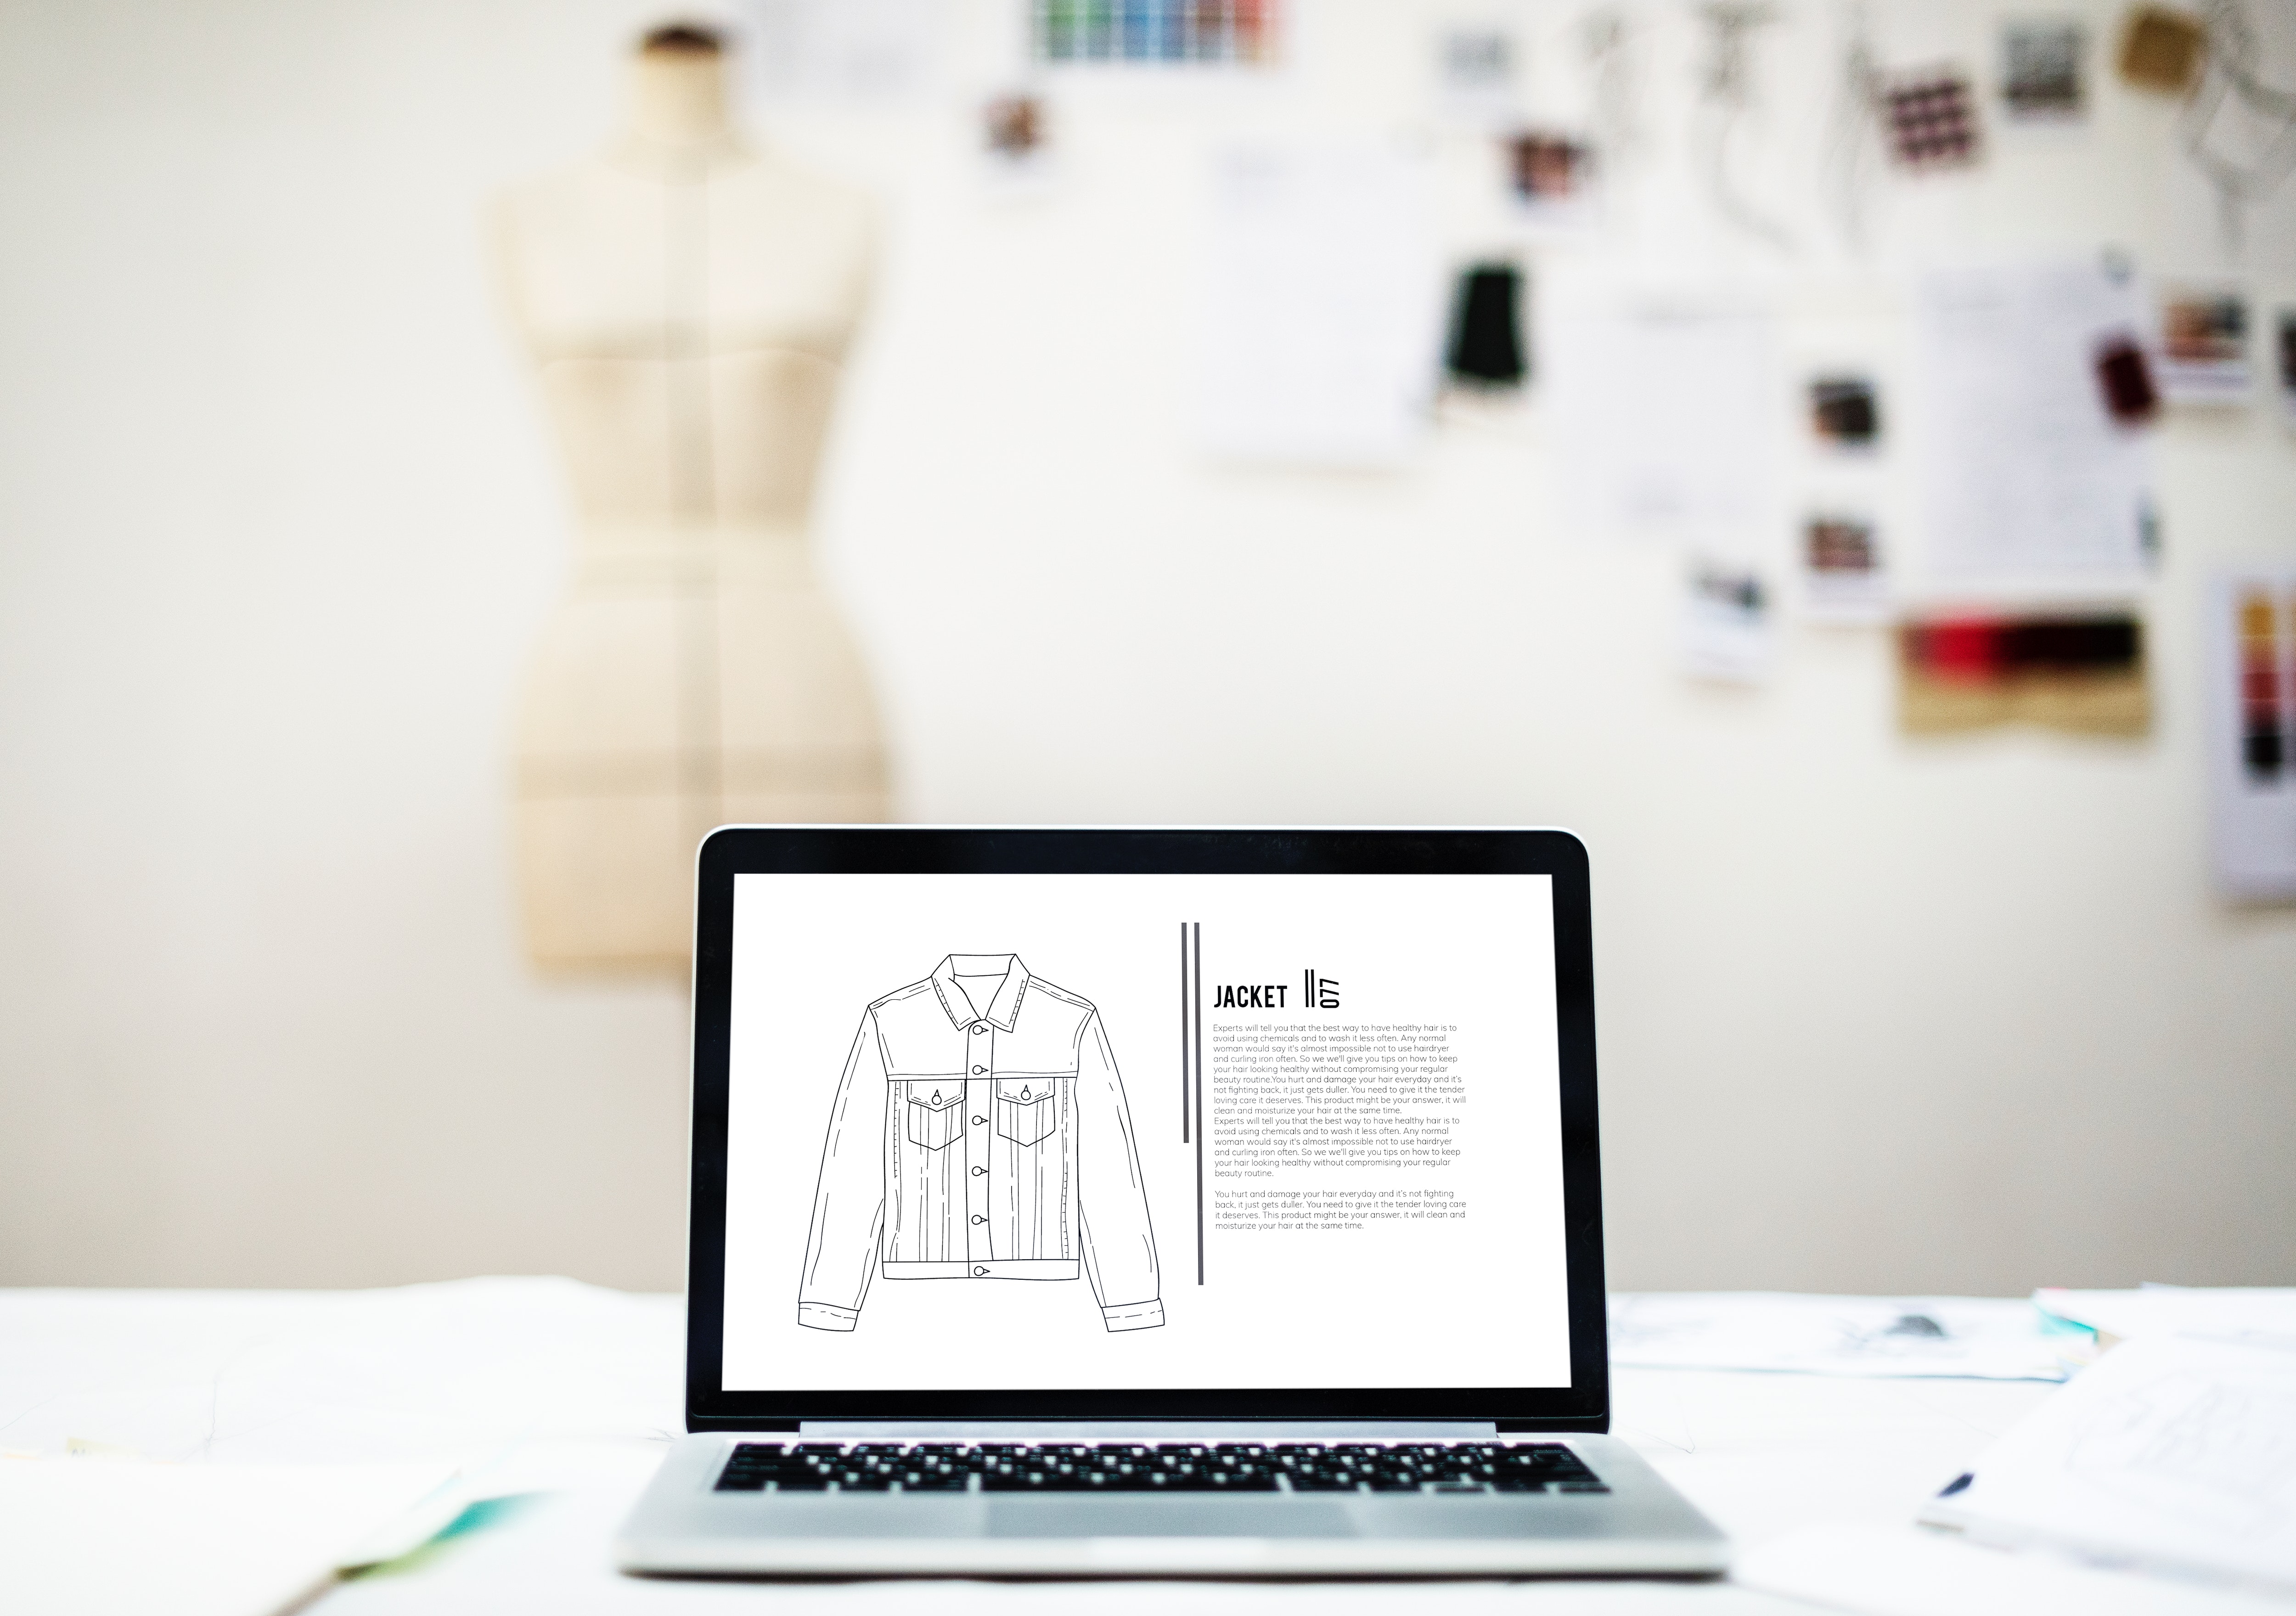 JACKET 077
Experts will tell you that the best way to have healthy hair is to
avoid using chemicals and to wash it less often. Any normal
woman would say it's almost impossible not to use hairdryer
and curling iron often. So we we'll give you tips on how to keep
your hair looking healthy without compromising your regular
beauty routine.You hurt and damage your hair everyday and it's
not fighting back, it just gets duller. You need to give it the tender
loving care it deserves. This product might be your answer, it will
clean and moisturize your hair at the same time.
Experts will tell you that the best way to have healthy hair is to
avoid using chemicals and to wash it less often. Any normal
woman would say it's almost impossible not to use hairdryer
and curling iron often. So we we'll give you tips on how to keep
your hair looking healthy without compromising your regular
beauty routine.
You hurt and damage your hair everyday and it's not fighting
back, it just gets duller. You need to give it the tender loving care
it deserves. This product might be your answer, it will clean and
moisturize your hair at the same time.